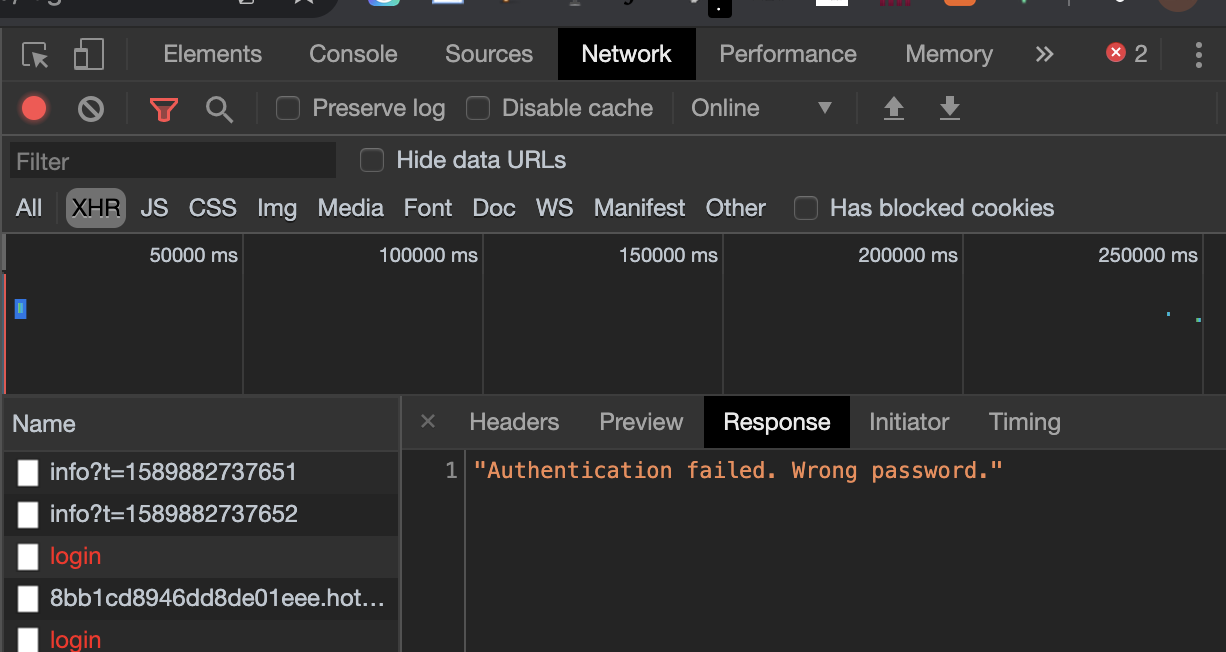 Elements Console Sources Network Performance Memory » 2
Preserve log Disable cache Online ▼
Filter Hide data URLs
All XHR JS CSS Img Media Font Doc WS Manifest Other Has blocked cookies
50000 ms 100000 ms 150000 ms 200000 ms 250000 ms
Name × Headers Preview Response Initiator Timing
1 "Authentication failed. Wrong password."
info?t=1589882737651
info?t=1589882737652
login
8bb1cd8946dd8de01eee.hot...
login